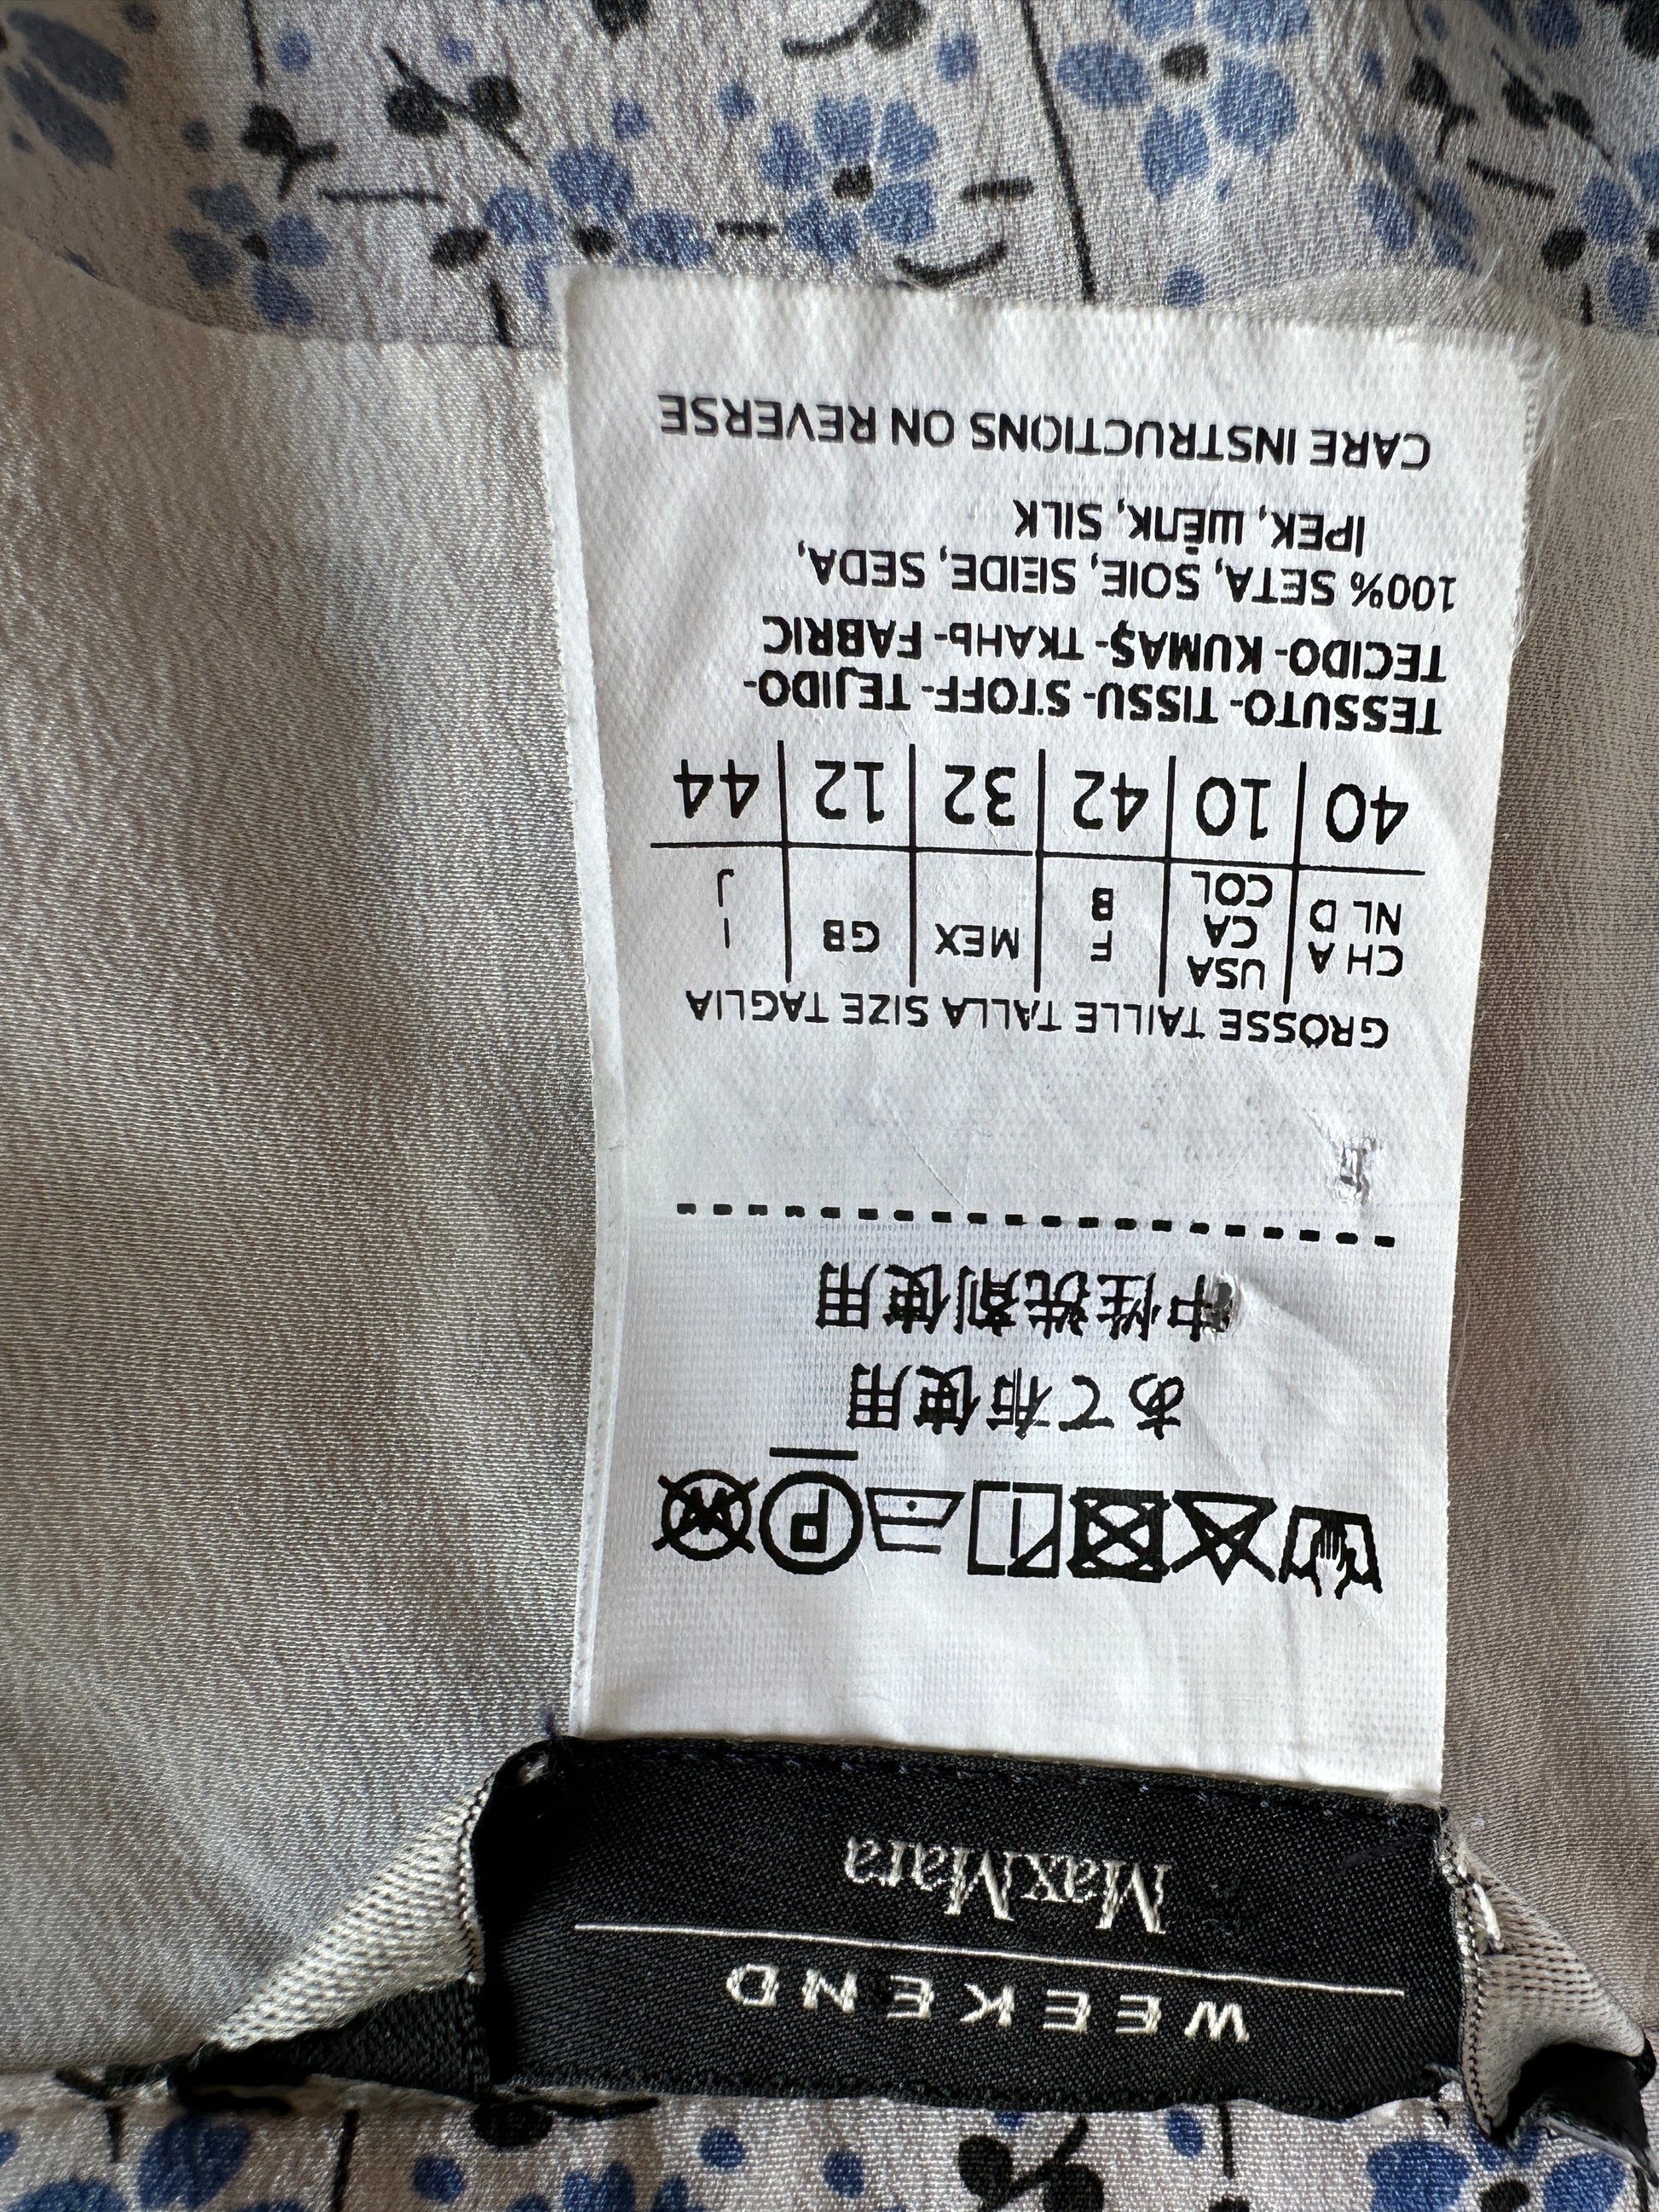 WEEKEND
MaxMara
あて布使用
中性洗剤使用
GRÖSSE TAILLE TALLA SIZE TAGLIA
CH A USA F MEX GB I
NL D CA B J
COL
40 10 42 32 12 44
TESSUTO- TISSU- STOFF- TEJIDO-
TECIDO- KUMAŞ- ТКАНЬ- FABRIC
100% SETA, SOIE, SEIDE, SEDA,
IPEK, ШЁЛК, SILK
CARE INSTRUCTIONS ON REVERSE